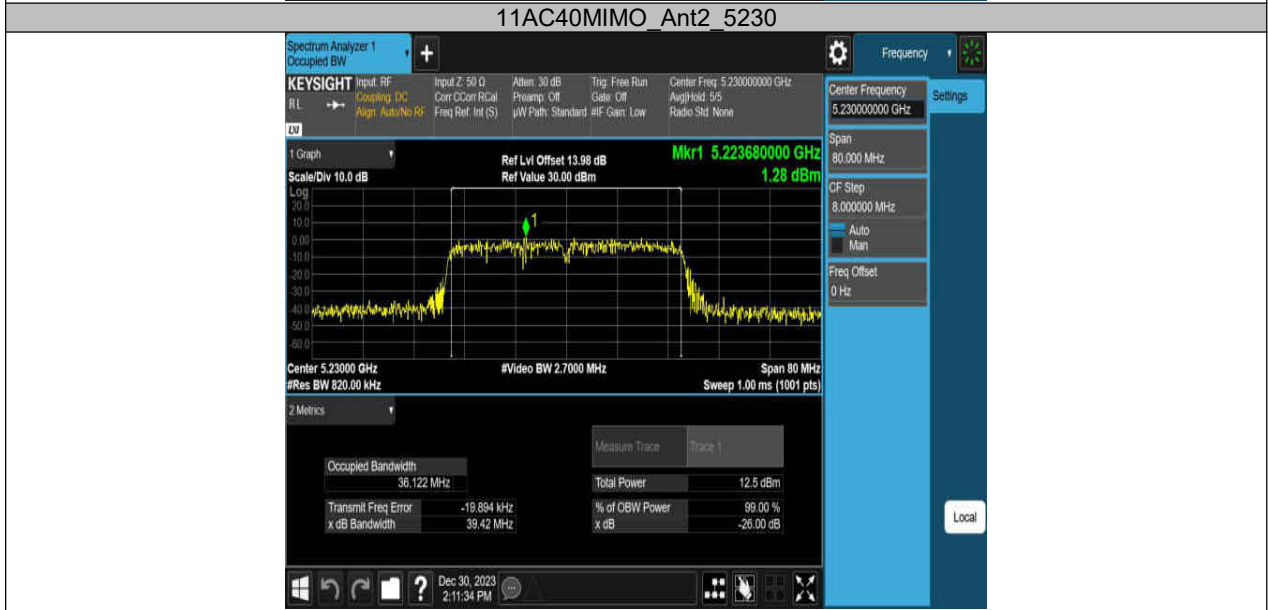 11AC40MIMO_Ant2_5230
Spectrum Analyzer 1
Occupied BW
+
Frequency
KEYSIGHT Input: RF Input Z: 50 Ω Atten: 30 dB Trig: Free Run Center Freq: 5.230000000 GHz
RL Coupling: DC Corr CCorr RCal Preamp: Off Gate: Off Avg|Hold: 5/5
Align: Auto/No RF Freq Ref: Int (S) µW Path: Standard #IF Gain: Low Radio Std: None
LXI
Center Frequency
5.230000000 GHz
Settings
Span
80.000 MHz
CF Step
8.000000 MHz
Auto
Man
Freq Offset
0 Hz
Local
1 Graph
Ref Lvl Offset 13.98 dB
Mkr1 5.223680000 GHz
Scale/Div 10.0 dB
Ref Value 30.00 dBm
1.28 dBm
Log
20.0
10.0
0.00
-10.0
-20.0
-30.0
-40.0
-50.0
-60.0
1
Center 5.23000 GHz #Video BW 2.7000 MHz Span 80 MHz
#Res BW 820.00 kHz Sweep 1.00 ms (1001 pts)
2 Metrics
Measure Trace Trace 1
Occupied Bandwidth
36.122 MHz
Total Power 12.5 dBm
Transmit Freq Error -19.894 kHz % of OBW Power 99.00 %
x dB Bandwidth 39.42 MHz x dB -26.00 dB
? Dec 30, 2023
2:11:34 PM